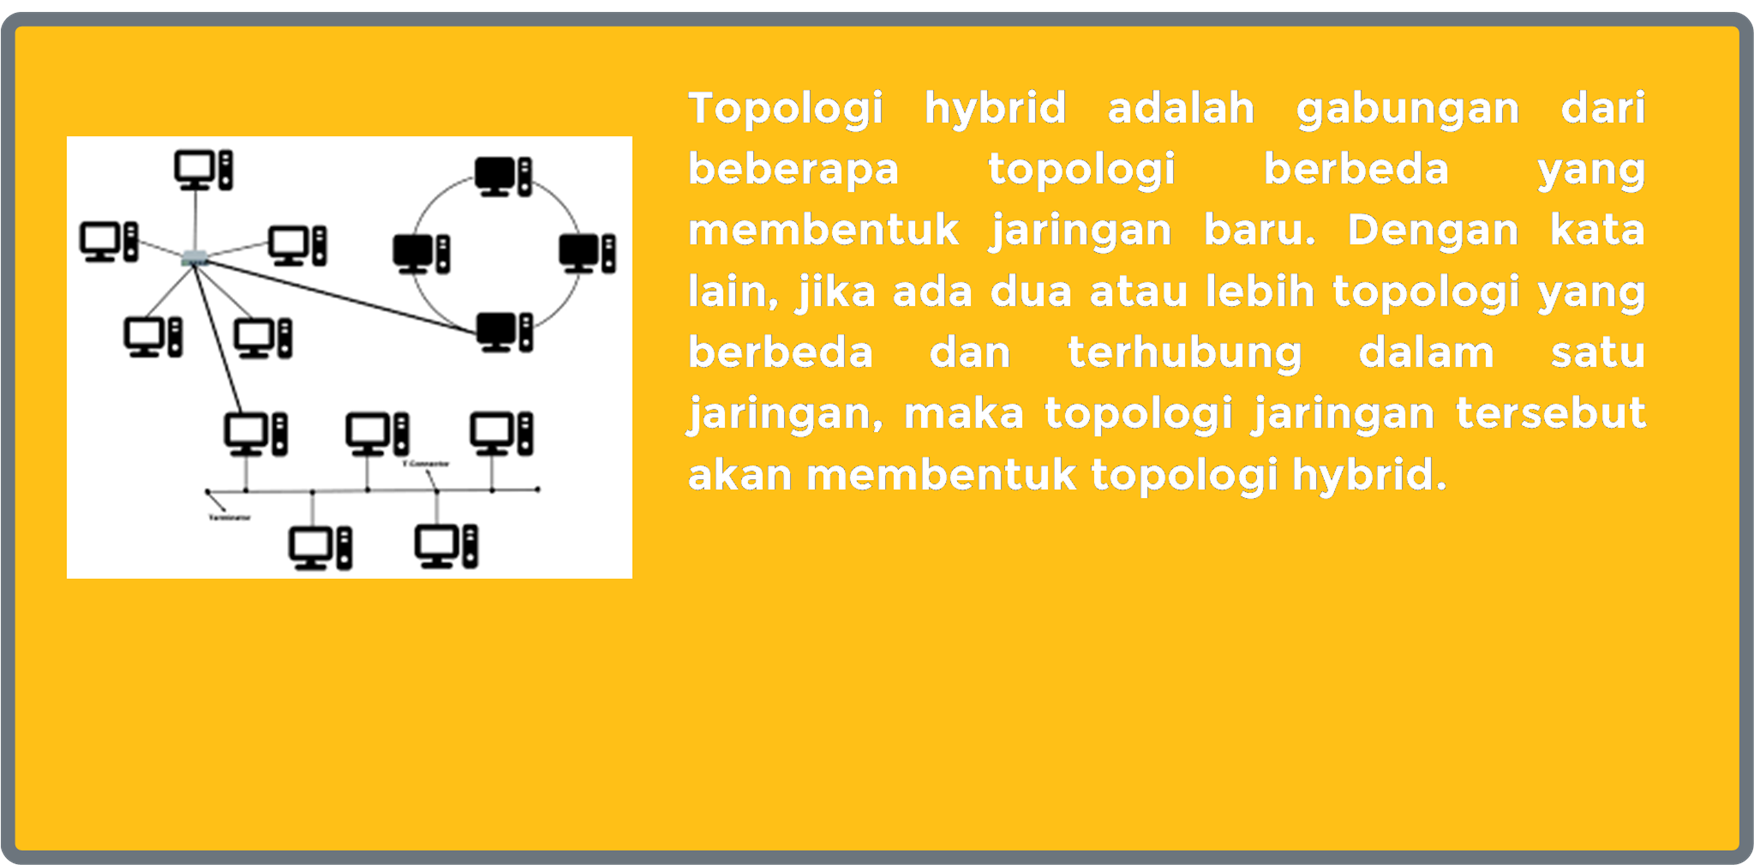 Topologi hybrid adalah gabungan dari
beberapa topologi berbeda yang
membentuk jaringan baru. Dengan kata
lain, jika ada dua atau lebih topologi yang
berbeda dan terhubung dalam satu
jaringan, maka topologi jaringan tersebut
akan membentuk topologi hybrid.
T Connector
Terminator